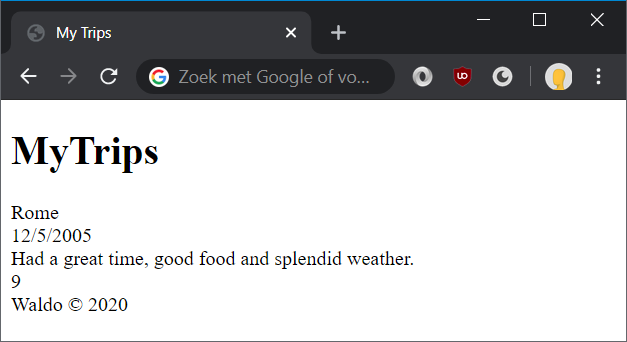 My Trips
Zoek met Google of vo...
MyTrips
Rome
12/5/2005
Had a great time, good food and splendid weather.
9
Waldo © 2020